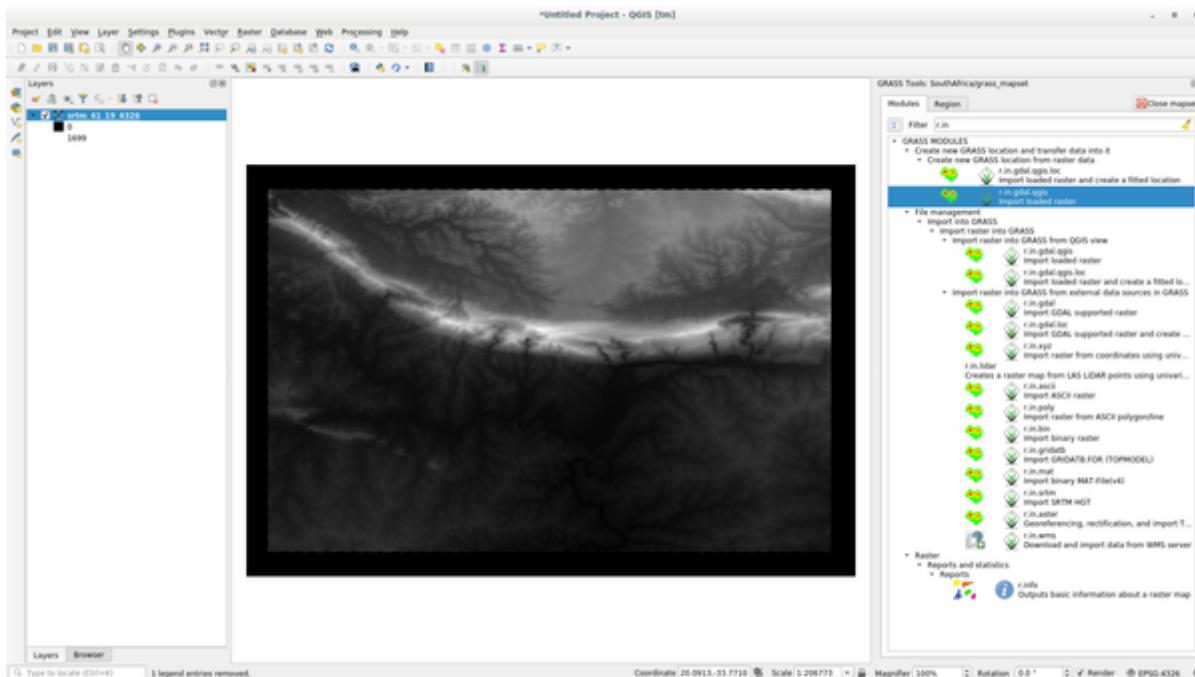 *Untitled Project - QGIS [tm]
Project Edit View Layer Settings Plugins Vector Raster Database Web Processing Help
Layers
srtm_41_19_4326
0
1699
Layers Browser
Type to locate (Ctrl+K)
1 legend entries removed.
Coordinate 20.0913,-33.7710
Scale 1:206773
Magnifier 100%
Rotation 0.0 °
Render
EPSG:4326
GRASS Tools: SouthAfrica/grass_mapset
Modules Region
Close mapse
Filter r.in
GRASS MODULES
Create new GRASS location and transfer data into it
Create new GRASS location from raster data
r.in.gdal.qgis.loc
Import loaded raster and create a fitted location
r.in.gdal.qgis
Import loaded raster
File management
Import into GRASS
Import raster into GRASS
Import raster into GRASS from QGIS view
r.in.gdal.qgis
Import loaded raster
r.in.gdal.qgis.loc
Import loaded raster and create a fitted lo...
Import raster into GRASS from external data sources in GRASS
r.in.gdal
Import GDAL supported raster
r.in.gdal.loc
Import GDAL supported raster and create ...
r.in.xyz
Import raster from coordinates using univ...
r.in.lidar
Creates a raster map from LAS LiDAR points using univari...
r.in.ascii
Import ASCII raster
r.in.poly
Import raster from ASCII polygon/line
r.in.bin
Import binary raster
r.in.gridatb
Import GRIDATB.FOR (TOPMODEL)
r.in.mat
Import binary MAT-File(v4)
r.in.srtm
Import SRTM HGT
r.in.aster
Georeferencing, rectification, and import T...
r.in.wms
Download and import data from WMS server
Raster
Reports and statistics
Reports
r.info
Outputs basic information about a raster map